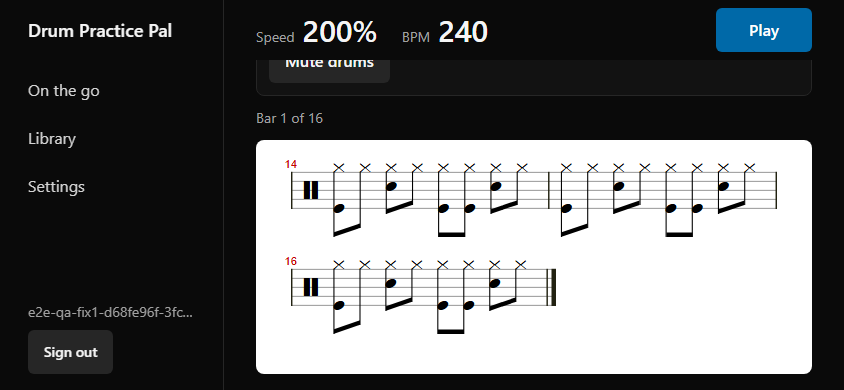 Drum Practice Pal
On the go
Library
Settings
e2e-qa-fix1-d68fe96f-3fc...
Sign out
Speed 200% BPM 240
Play
Mute drums
Bar 1 of 16
14
16